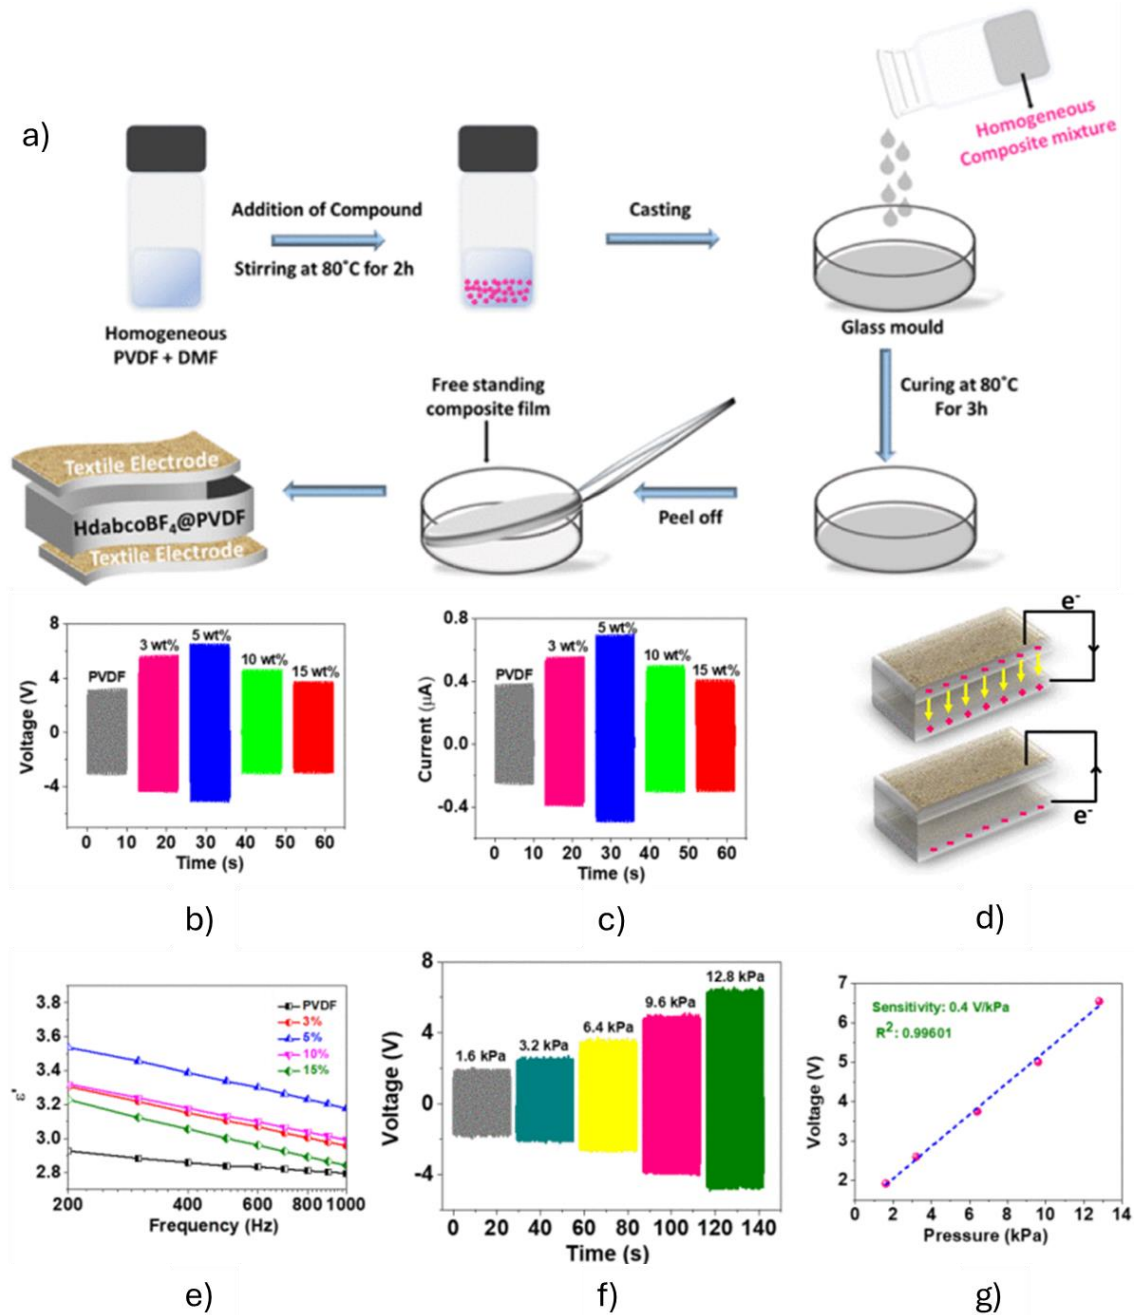 a)
Homogeneous
Composite mixture
Addition of Compound
Stirring at 80˚C for 2h
Casting
Homogeneous
PVDF + DMF
Glass mould
Curing at 80˚C
For 3h
Free standing
composite film
Peel off
Textile Electrode
HdabcoBF₄@PVDF
Textile Electrode
8
4
0
-4
Voltage (V)
PVDF
3 wt%
5 wt%
10 wt%
15 wt%
0 10 20 30 40 50 60
Time (s)
b)
0.8
0.4
0.0
-0.4
Current (μA)
PVDF
3 wt%
5 wt%
10 wt%
15 wt%
0 10 20 30 40 50 60
Time (s)
c)
e⁻
e⁻
d)
3.8
3.6
3.4
3.2
3.0
2.8
ε'
PVDF
3%
5%
10%
15%
200 400 600 800 1000
Frequency (Hz)
e)
8
4
0
-4
Voltage (V)
1.6 kPa
3.2 kPa
6.4 kPa
9.6 kPa
12.8 kPa
0 20 40 60 80 100 120 140
Time (s)
f)
7
6
5
4
3
2
Voltage (V)
Sensitivity: 0.4 V/kPa
R²: 0.99601
0 2 4 6 8 10 12 14
Pressure (kPa)
g)